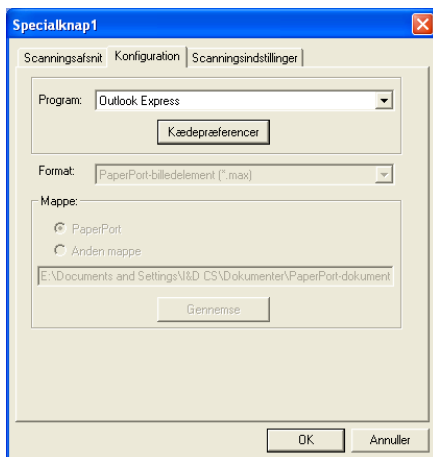 Specialknap1
Scanningsafsnit Konfiguration Scanningsindstillinger
Program: Outlook Express
Kædepræferencer
Format: PaperPort-billedelement (*.max)
Mappe:
PaperPort
Anden mappe
E:\Documents and Settings\I&D CS\Dokumenter\PaperPort-dokument
Gennemse
OK Annuller